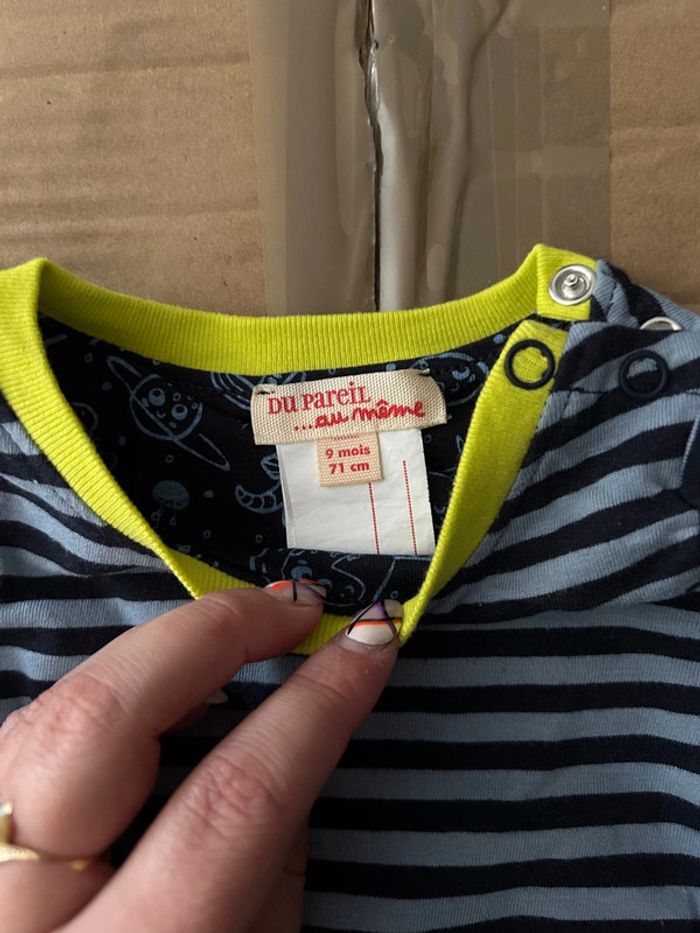 DU PAREIL
...au même
9 mois
71 cm